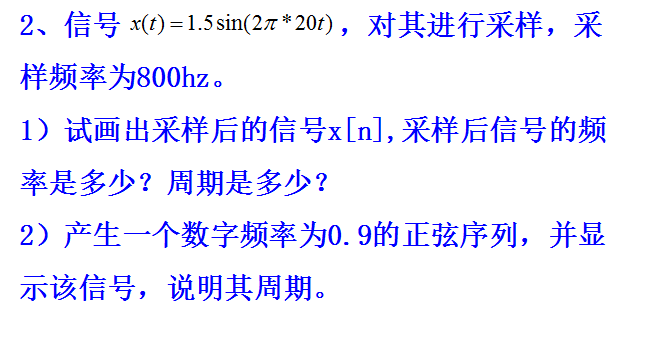 2、信号 x(t)=1.5sin(2π*20t) ，对其进行采样，采
样频率为800hz。
1）试画出采样后的信号x[n],采样后信号的频
率是多少？周期是多少？
2）产生一个数字频率为0.9的正弦序列，并显
示该信号，说明其周期。